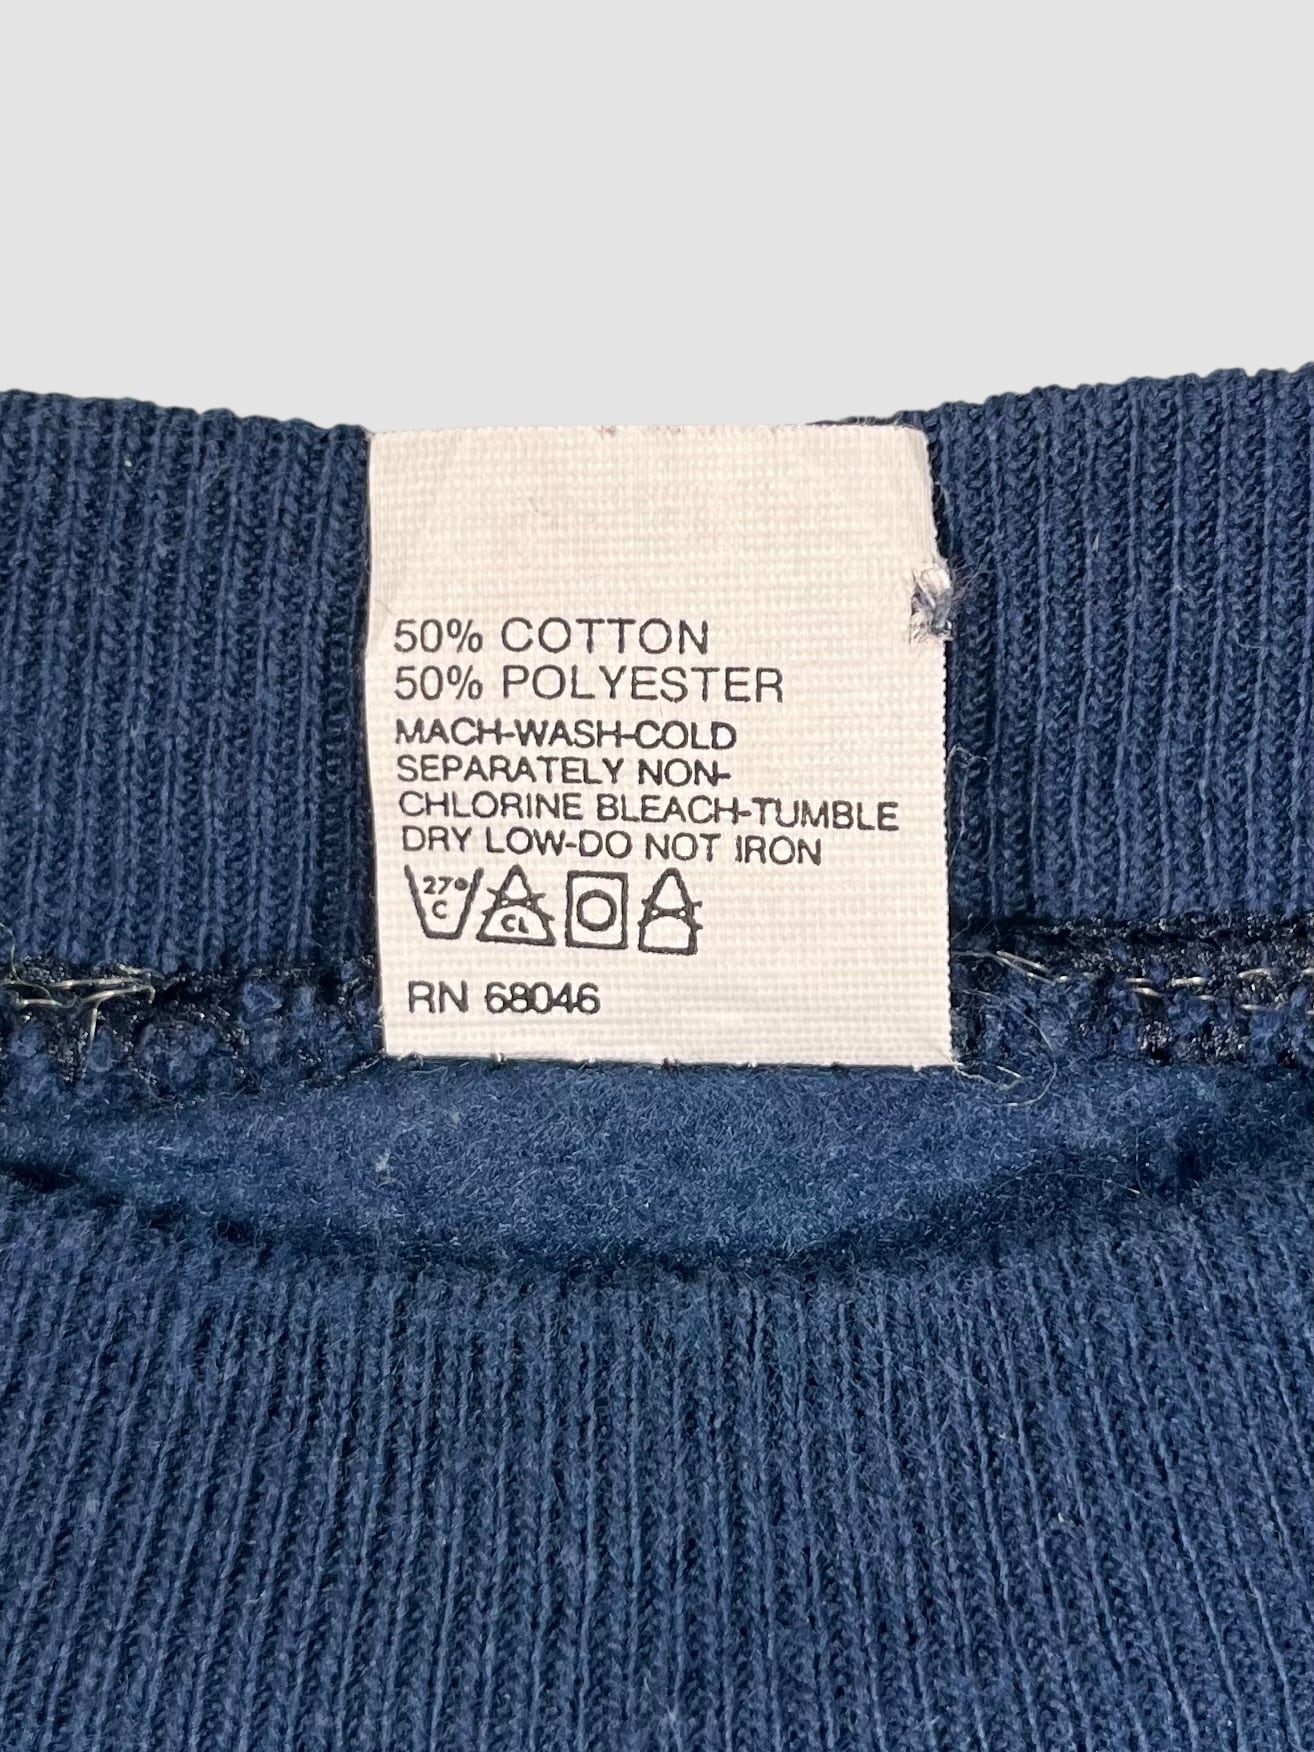 50% COTTON
50% POLYESTER
MACH-WASH-COLD
SEPARATELY NON-
CHLORINE BLEACH-TUMBLE
DRY LOW-DO NOT IRON
27°
C
CL
RN 68046